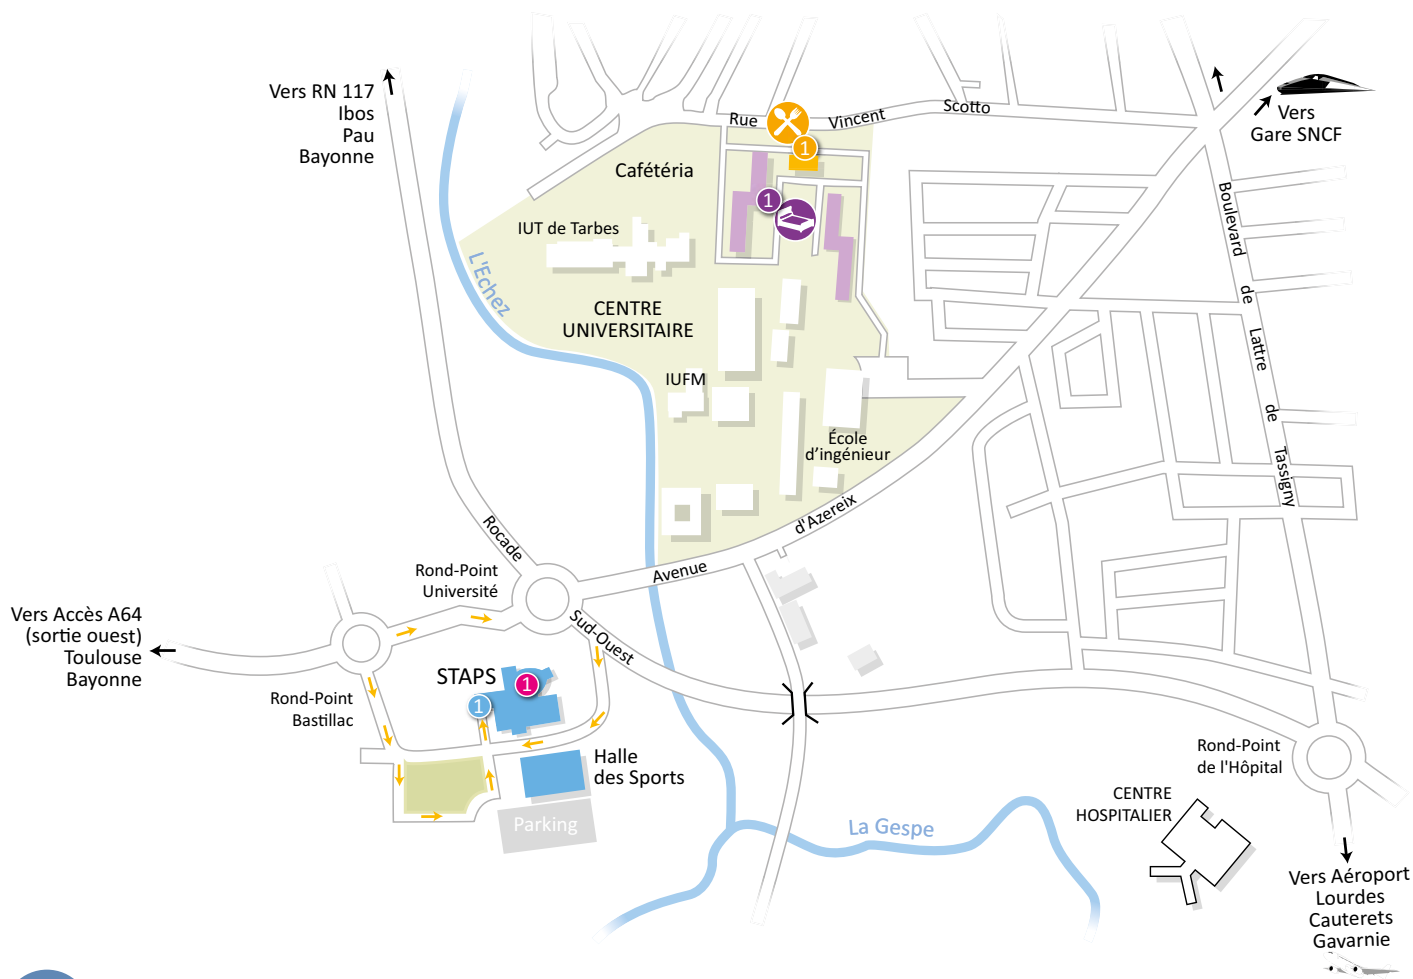 Vers RN 117
Ibos
Pau
Bayonne
Rue
Vincent
Scotto
Vers
Gare SNCF
1
Cafétéria
1
IUT de Tarbes
L'Echez
CENTRE
UNIVERSITAIRE
IUFM
École
d'ingénieur
Boulevard
de
Lattre
de
Tassigny
Rocade
Avenue
d'Azereix
Rond-Point
Université
Sud-Ouest
Vers Accès A64
(sortie ouest)
Toulouse
Bayonne
Rond-Point
Bastillac
STAPS
1
1
Halle
des Sports
Parking
La Gespe
Rond-Point
de l'Hôpital
CENTRE
HOSPITALIER
Vers Aéroport
Lourdes
Cauterets
Gavarnie